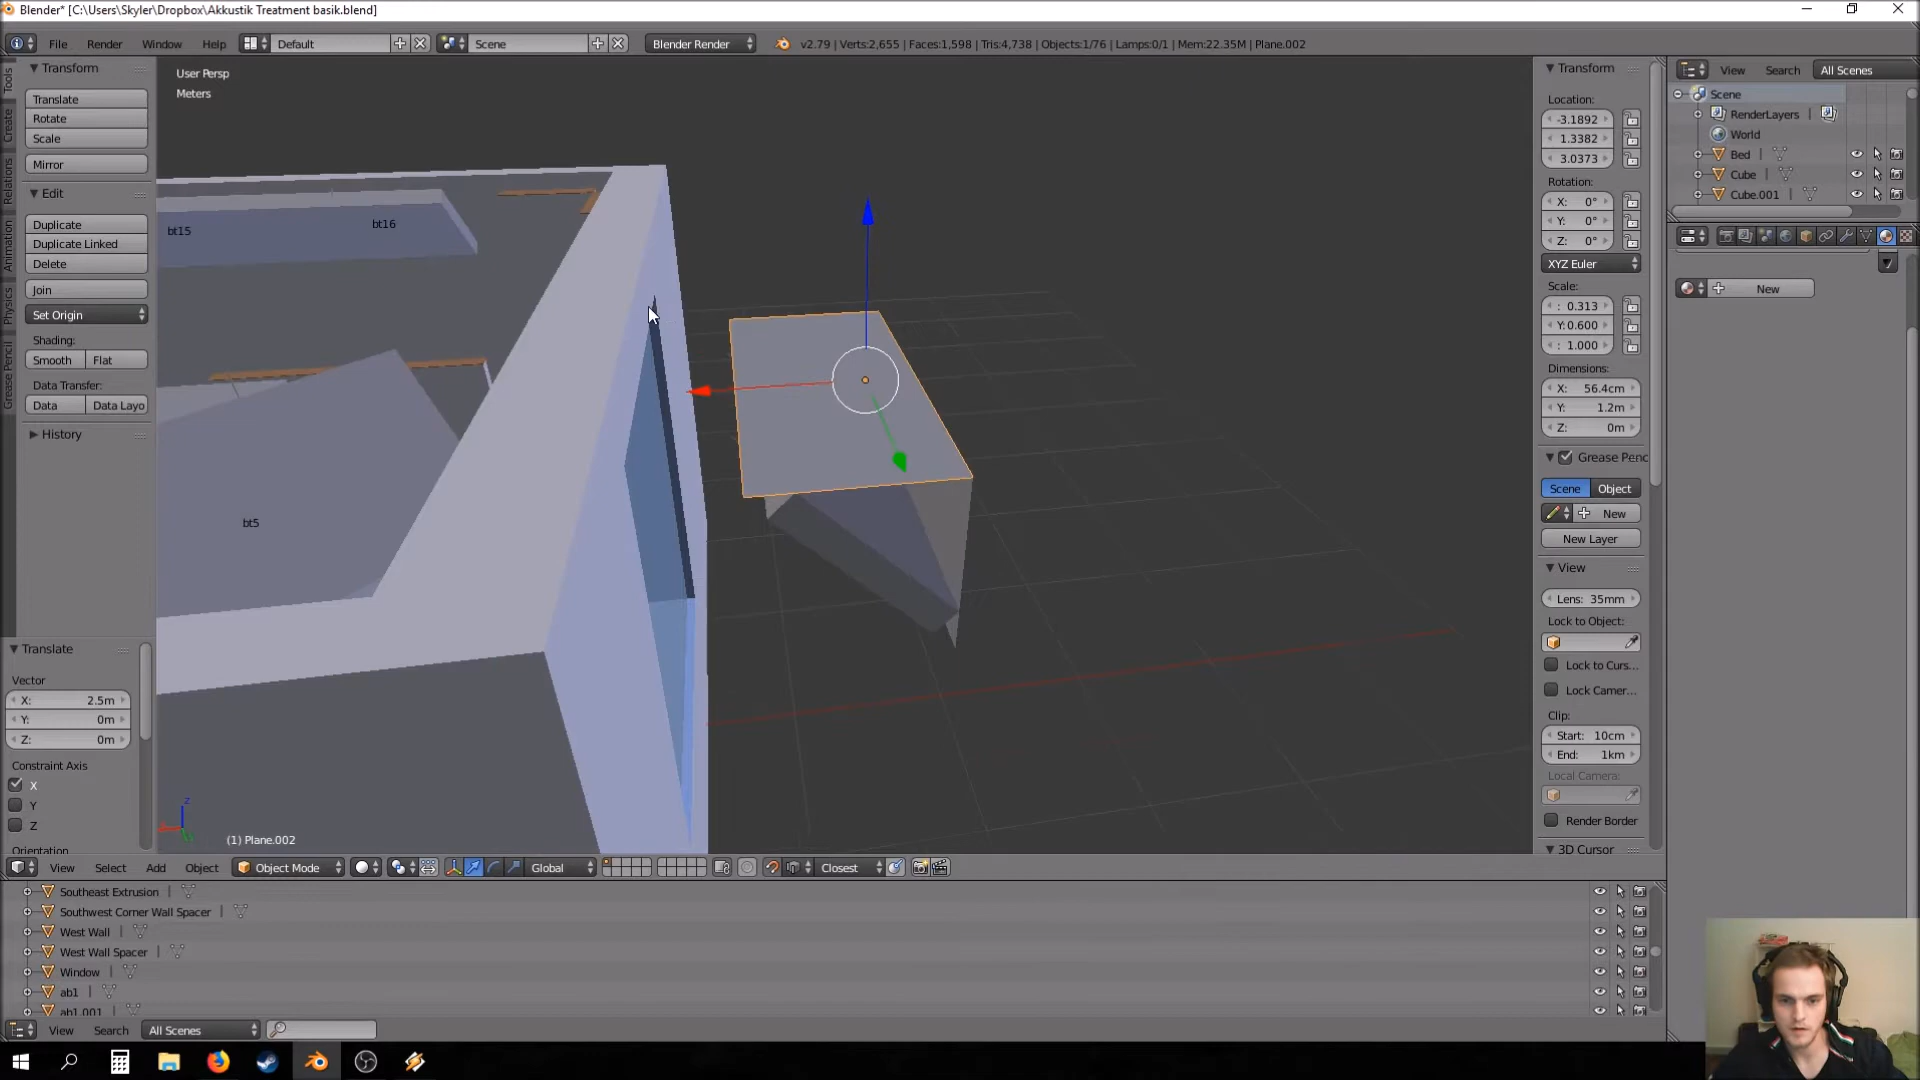 Blender* [C:\Users\Skyler\Dropbox\Akkustik Treatment basik.blend]
File Render Window Help Default Scene Blender Render v2.79 | Verts:2,655 | Faces:1,598 | Tris:4,738 | Objects:1/76 | Lamps:0/1 | Mem:22.35M | Plane.002
Tools
Create
Relations
Animation
Physics
Grease Pencil
Transform
Translate
Rotate
Scale
Mirror
Edit
Duplicate
Duplicate Linked
Delete
Join
Set Origin
Shading:
Smooth Flat
Data Transfer:
Data Data Layo
History
Translate
Vector
X: 2.5m
Y: 0m
Z: 0m
Constraint Axis
X
Y
Z
Orientation
User Persp
Meters
bt15
bt16
bt5
z
(1) Plane.002
Transform
Location:
-3.1892
1.3382
3.0373
Rotation:
X: 0°
Y: 0°
Z: 0°
XYZ Euler
Scale:
: 0.313
Y:0.600
: 1.000
Dimensions:
X: 56.4cm
Y: 1.2m
Z: 0m
Grease Penc
Scene Object
New
New Layer
View
Lens: 35mm
Lock to Object:
Lock to Curs...
Lock Camer...
Clip:
Start: 10cm
End: 1km
Local Camera:
Render Border
3D Cursor
View Search All Scenes
Scene
RenderLayers |
World
Bed |
Cube |
Cube.001 |
New
View Select Add Object Object Mode Global Closest
Southeast Extrusion |
Southwest Corner Wall Spacer |
West Wall |
West Wall Spacer |
Window |
ab1 |
ab1.001 |
View Search All Scenes